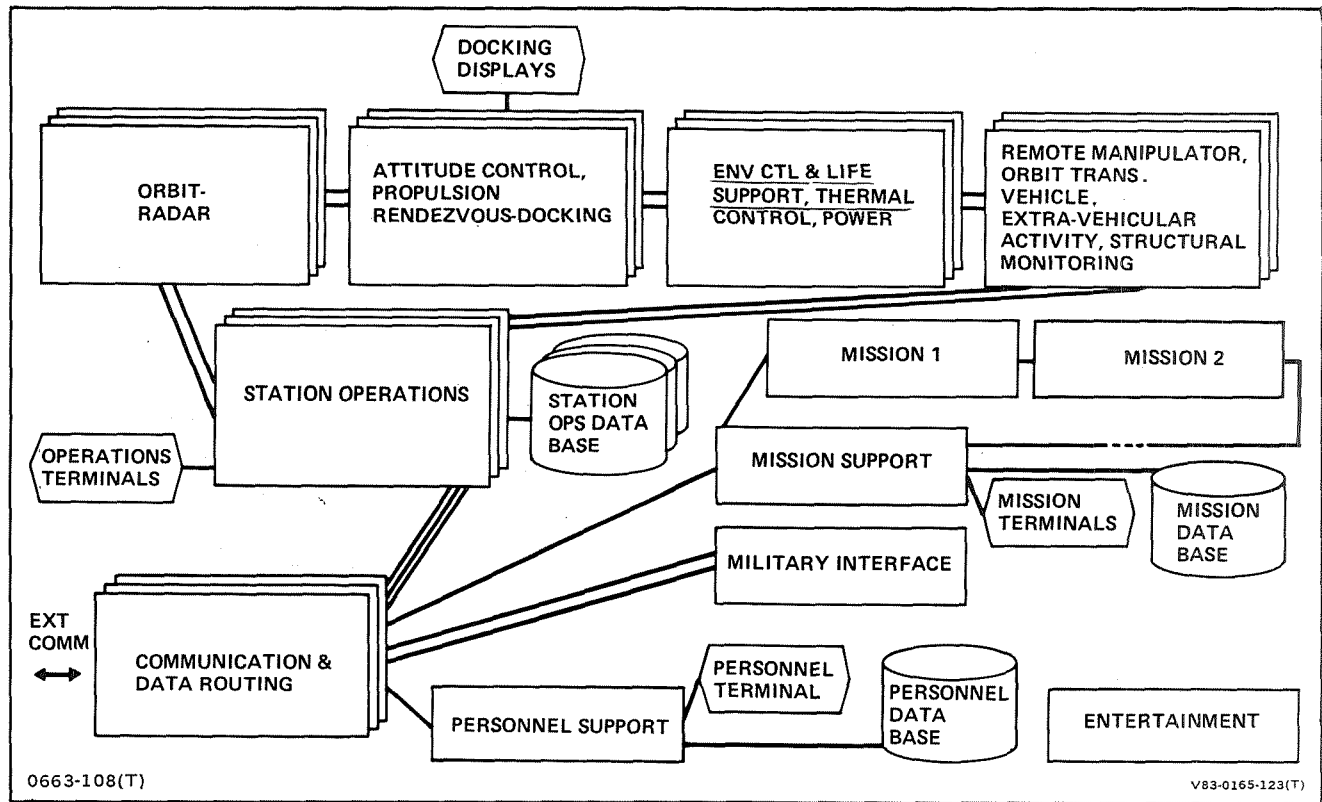 DOCKING
DISPLAYS
ORBIT-
RADAR
ATTITUDE CONTROL,
PROPULSION
RENDEZVOUS-DOCKING
ENV CTL & LIFE
SUPPORT, THERMAL
CONTROL, POWER
REMOTE MANIPULATOR,
ORBIT TRANS.
VEHICLE,
EXTRA-VEHICULAR
ACTIVITY, STRUCTURAL
MONITORING
STATION OPERATIONS
STATION
OPS DATA
BASE
MISSION 1
MISSION 2
OPERATIONS
TERMINALS
MISSION SUPPORT
MISSION
TERMINALS
MISSION
DATA
BASE
MILITARY INTERFACE
EXT
COMM
COMMUNICATION &
DATA ROUTING
PERSONNEL SUPPORT
PERSONNEL
TERMINAL
PERSONNEL
DATA
BASE
ENTERTAINMENT
0663-108(T)
V83-0165-123(T)